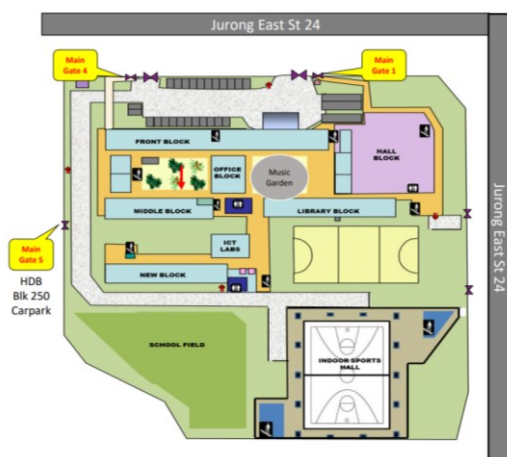 Jurong East St 24
Main
Gate 4
Main
Gate 1
FRONT BLOCK
HALL
BLOCK
OFFICE
BLOCK
Music
Garden
MIDDLE BLOCK
LIBRARY BLOCK
Jurong East St 24
Main
Gate 5
HDB
Blk 250
Carpark
ICT
LABS
NEW BLOCK
SCHOOL FIELD
INDOOR SPORTS
HALL